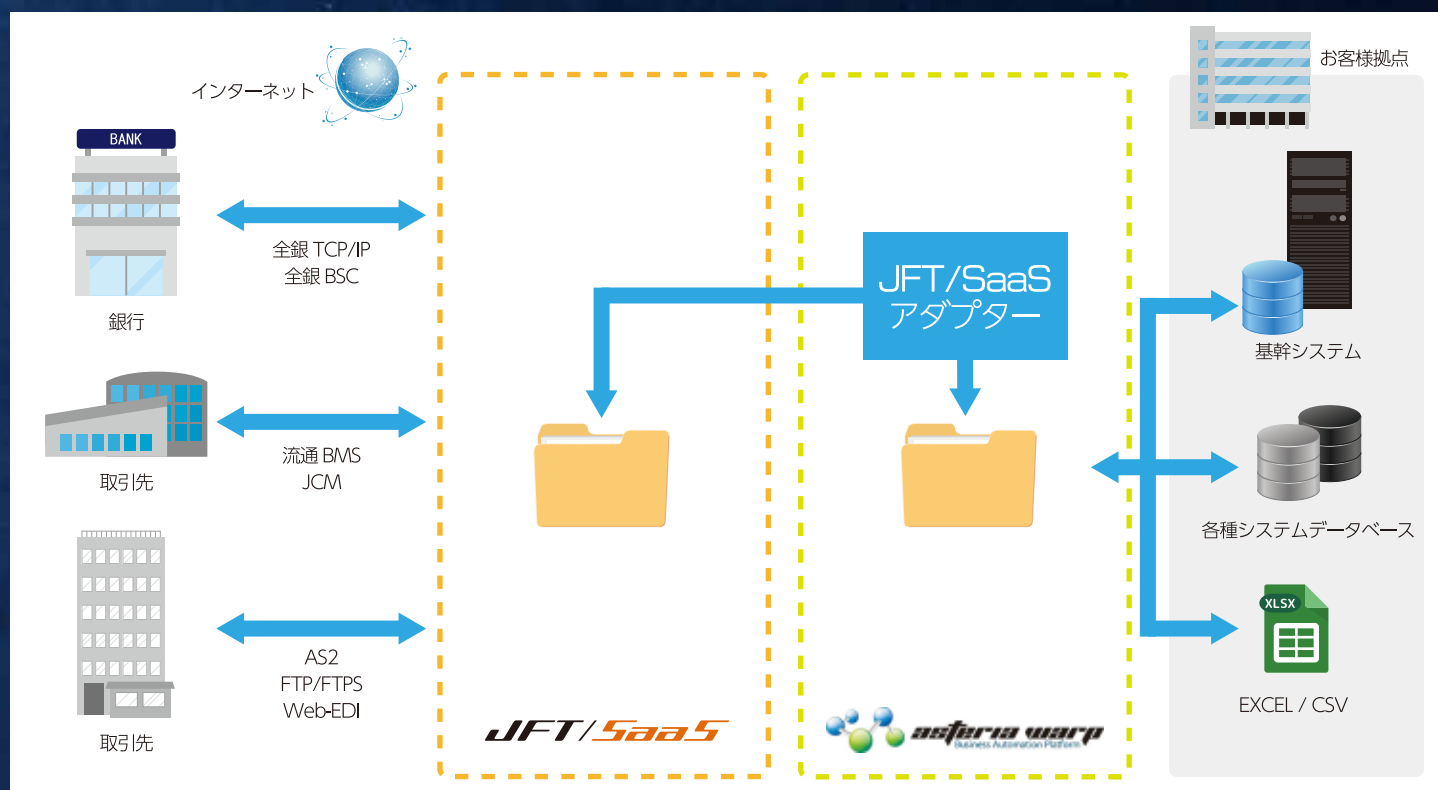 インターネット
BANK
全銀 TCP/IP
全銀 BSC
銀行
流通 BMS
JCM
取引先
AS2
FTP/FTPS
Web-EDI
取引先
JFT/SaaS
JFT/SaaS
アダプター
asteria warp
Business Automation Platform
お客様拠点
基幹システム
各種システムデータベース
XLSX
EXCEL / CSV